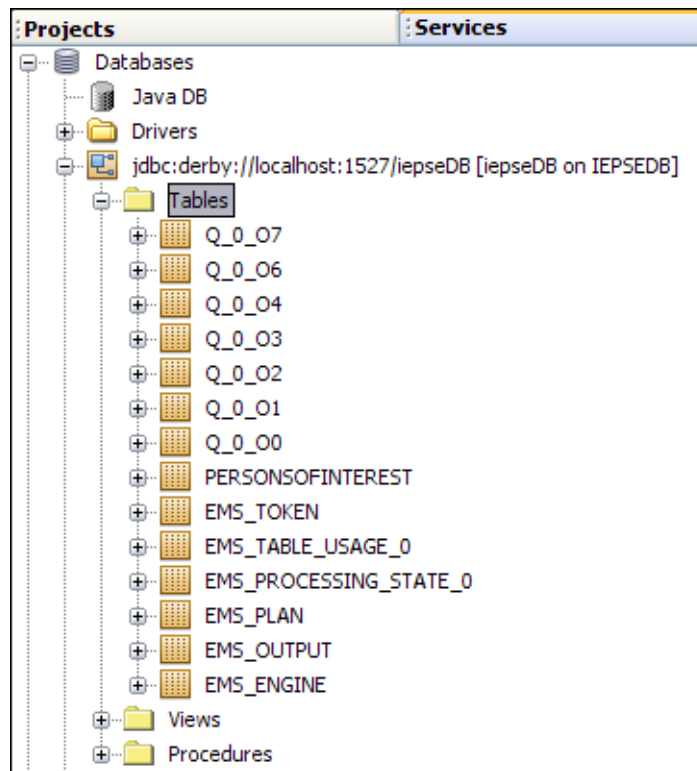 Projects
Services
Databases
Java DB
Drivers
jdbc:derby://localhost:1527/iepseDB [iepseDB on IEPSEDB]
Tables
Q_0_O7
Q_0_O6
Q_0_O4
Q_0_O3
Q_0_O2
Q_0_O1
Q_0_O0
PERSONSOFINTEREST
EMS_TOKEN
EMS_TABLE_USAGE_0
EMS_PROCESSING_STATE_0
EMS_PLAN
EMS_OUTPUT
EMS_ENGINE
Views
Procedures